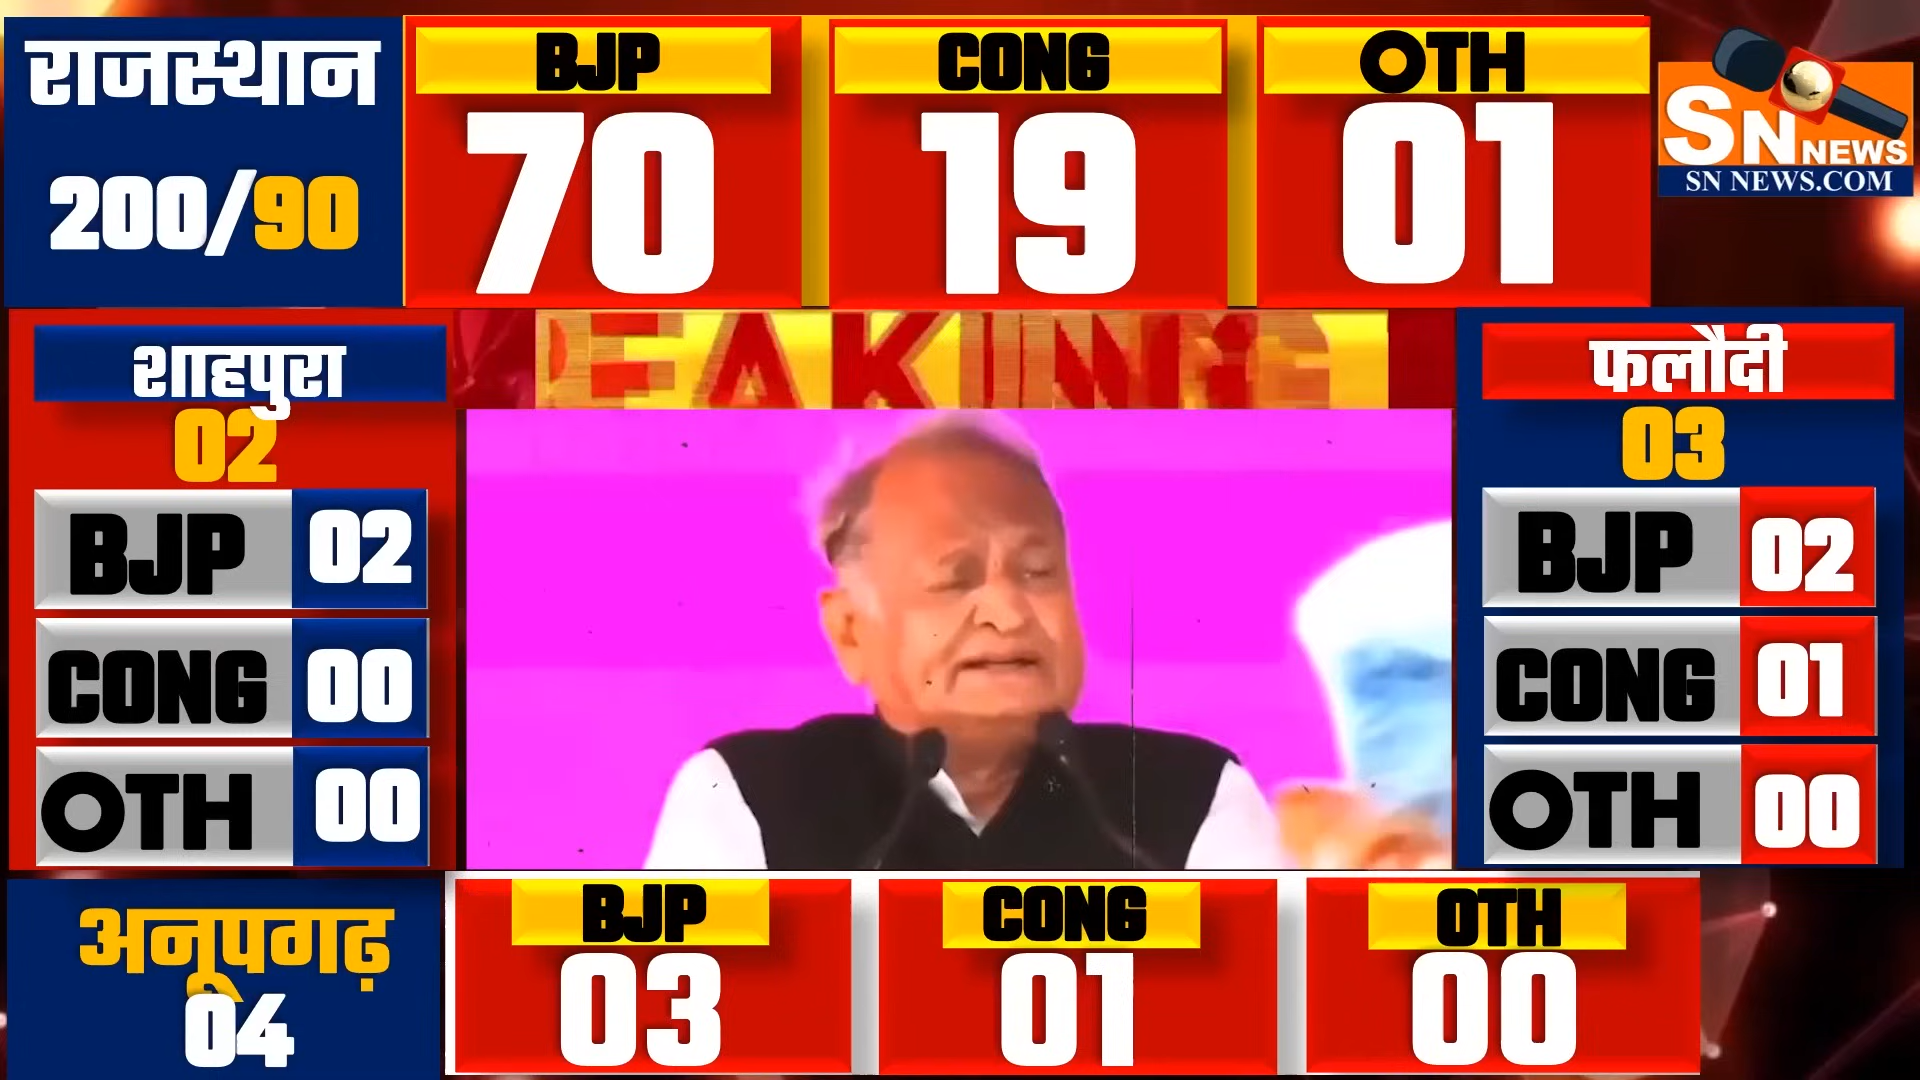 राजस्थान
200/90
BJP
70
CONG
19
OTH
01
SN NEWS
SN NEWS.COM
शाहपुरा
02
BJP 02
CONG 00
OTH 00
EAKING
फलौदी
03
BJP 02
CONG 01
OTH 00
अनूपगढ़
04
BJP
03
CONG
01
OTH
00